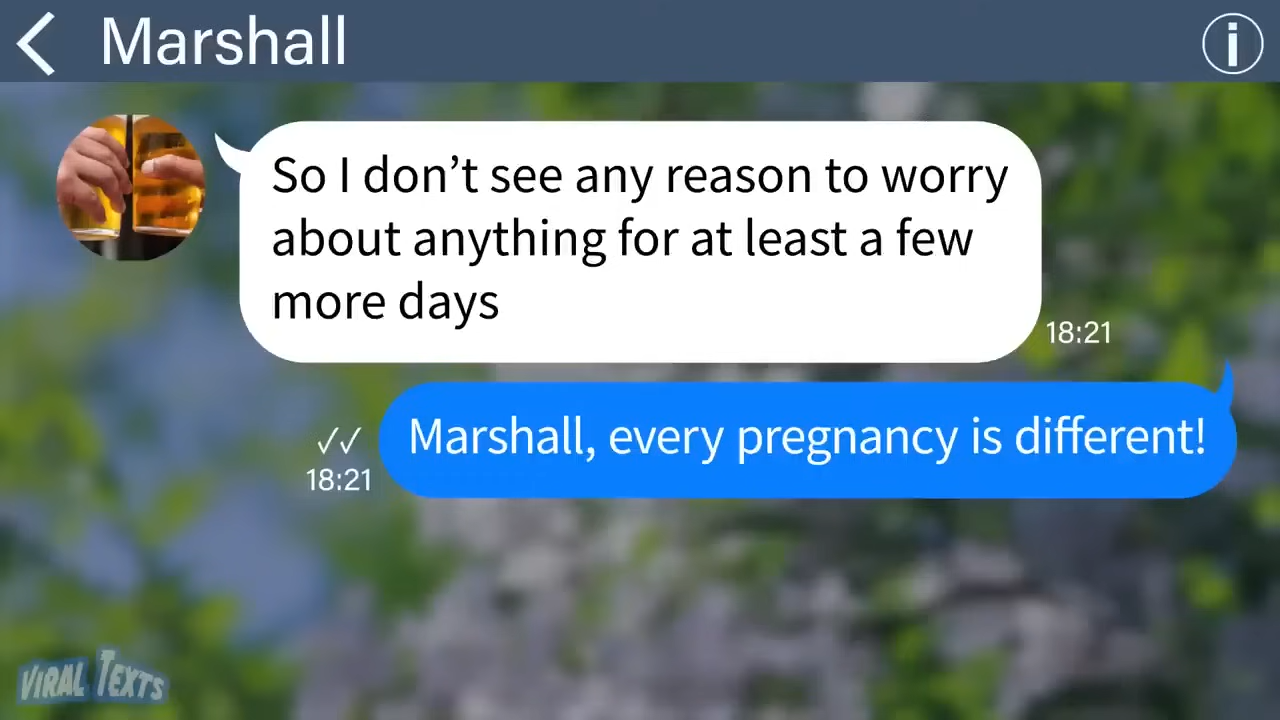 Marshall
So I don’t see any reason to worry
about anything for at least a few
more days
18:21
Marshall, every pregnancy is different!
18:21
VIRAL TEXTS